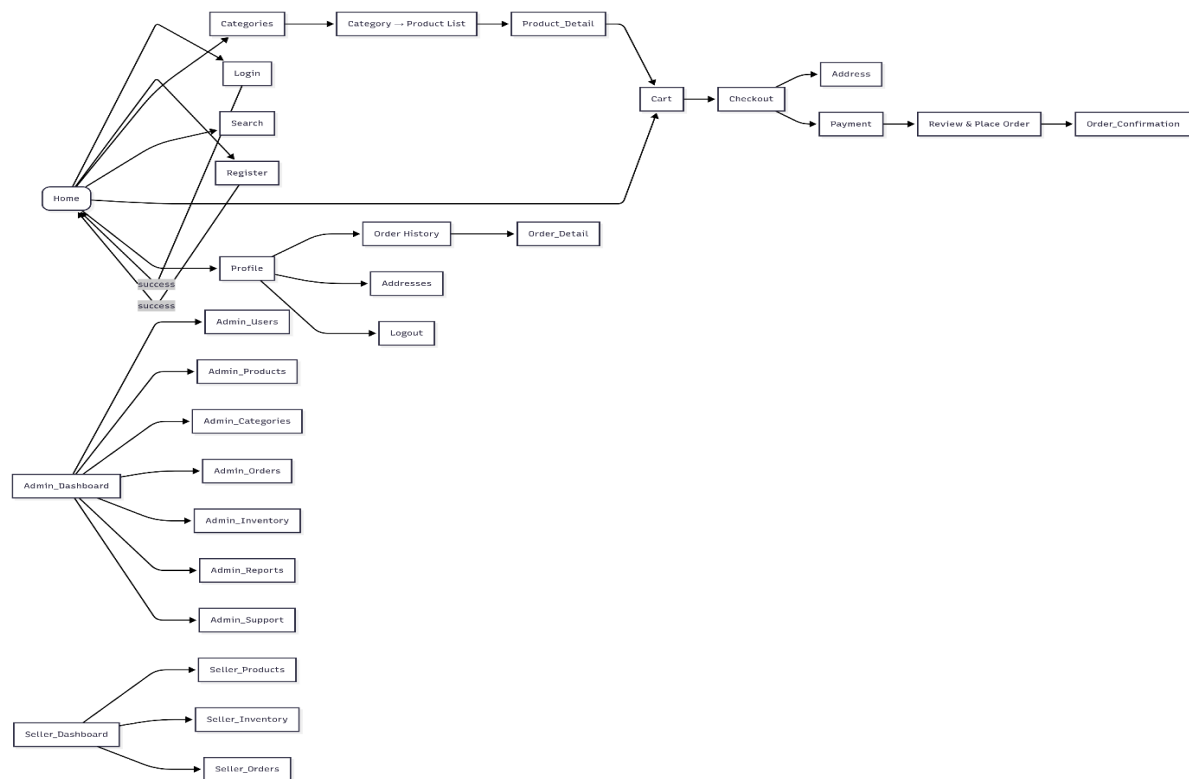 Categories
Category → Product List
Product_Detail
Login
Address
Cart
Checkout
Search
Payment
Review & Place Order
Order_Confirmation
Register
Home
Order History
Order_Detail
Profile
success
Addresses
success
Admin_Users
Logout
Admin_Products
Admin_Categories
Admin_Orders
Admin_Dashboard
Admin_Inventory
Admin_Reports
Admin_Support
Seller_Products
Seller_Inventory
Seller_Dashboard
Seller_Orders